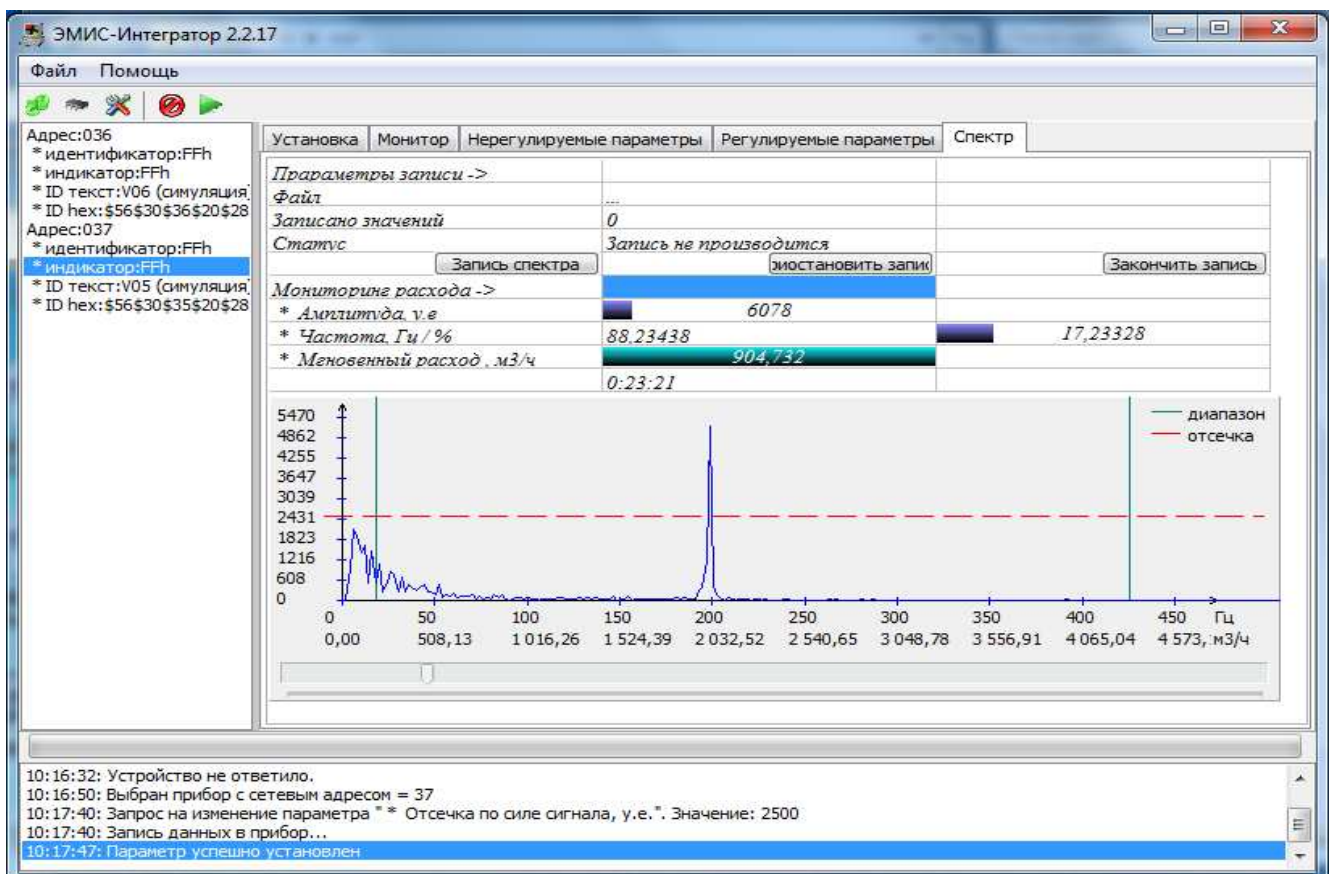 ЭМИС-Интегратор 2.2.17
Файл Помощь
Адрес:036
* идентификатор:FFh
* индикатор:FFh
* ID текст:V06 (симуляция)
* ID hex:$56$30$36$20$28
Адрес:037
* идентификатор:FFh
* индикатор:FFh
* ID текст:V05 (симуляция)
* ID hex:$56$30$35$20$28
Установка Монитор Нерегулируемые параметры Регулируемые параметры Спектр
Прараметры записи ->
Файл ...
Записано значений 0
Статус Запись не производится
Запись спектра риостановить запис Закончить запись
Мониторинг расхода ->
* Амплитуда, у.е 6078
* Частота, Гц / % 88,23438 17,23328
* Мгновенный расход , м3/ч 904,732
0:23:21
диапазон
отсечка
5470
4862
4255
3647
3039
2431
1823
1216
608
0
0 50 100 150 200 250 300 350 400 450 Гц
0,00 508,13 1 016,26 1 524,39 2 032,52 2 540,65 3 048,78 3 556,91 4 065,04 4 573, м3/ч
10:16:32: Устройство не ответило.
10:16:50: Выбран прибор с сетевым адресом = 37
10:17:40: Запрос на изменение параметра " * Отсечка по силе сигнала, у.е.". Значение: 2500
10:17:40: Запись данных в прибор...
10:17:47: Параметр успешно установлен